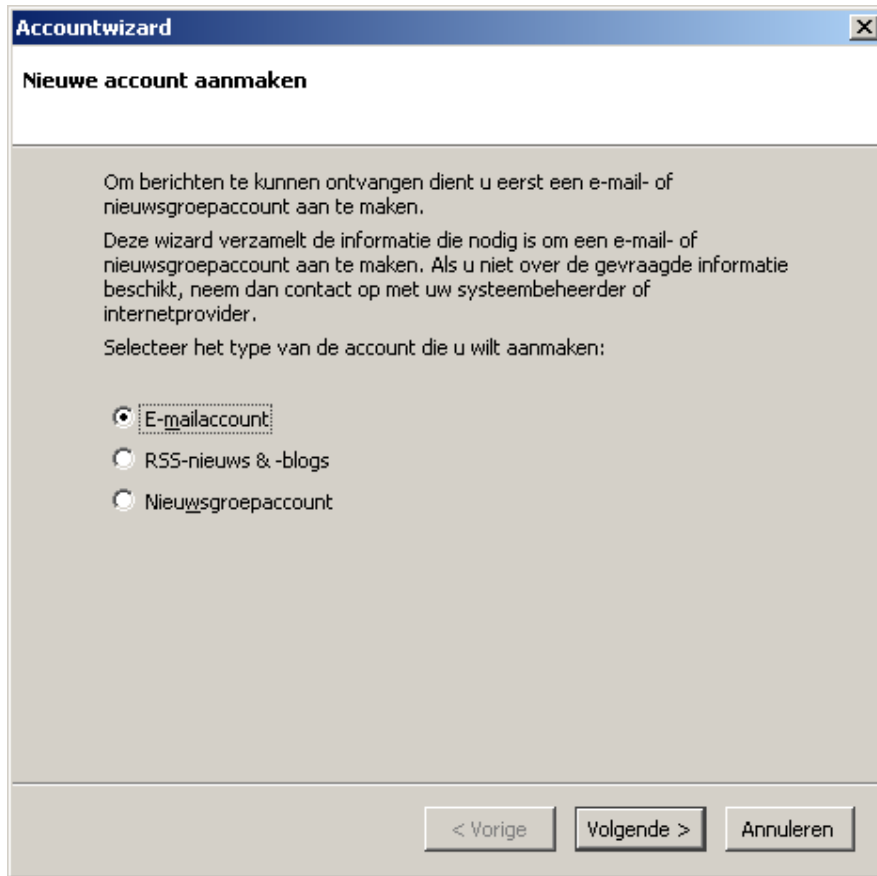 Accountwizard
Nieuwe account aanmaken
Om berichten te kunnen ontvangen dient u eerst een e-mail- of
nieuwsgroepaccount aan te maken.
Deze wizard verzamelt de informatie die nodig is om een e-mail- of
nieuwsgroepaccount aan te maken. Als u niet over de gevraagde informatie
beschikt, neem dan contact op met uw systeembeheerder of
internetprovider.
Selecteer het type van de account die u wilt aanmaken:
E-mailaccount
RSS-nieuws & -blogs
Nieuwsgroepaccount
< Vorige
Volgende >
Annuleren